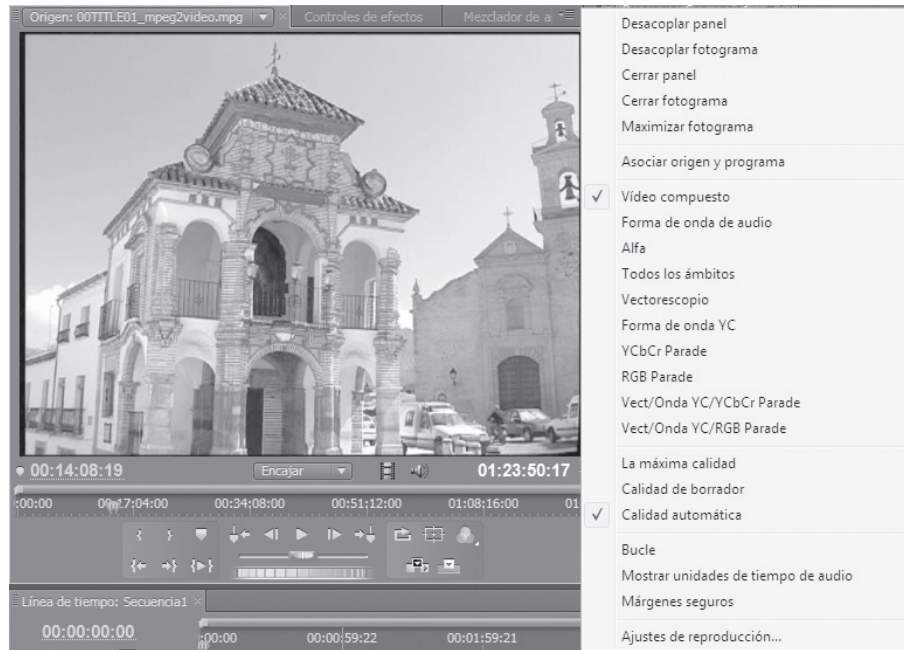 Origen: 00TITLE01_mpeg2video.mpg
Controles de efectos
Mezclador de a
00:14:08:19
Encajar
01:23:50:17
:00:00
00:17:04:00
00:34:08:00
00:51:12:00
01:08:16:00
01
Línea de tiempo: Secuencia1
00:00:00:00
:00:00
00:00:59:22
00:01:59:21
Desacoplar panel
Desacoplar fotograma
Cerrar panel
Cerrar fotograma
Maximizar fotograma
Asociar origen y programa
Vídeo compuesto
Forma de onda de audio
Alfa
Todos los ámbitos
Vectorescopio
Forma de onda YC
YCbCr Parade
RGB Parade
Vect/Onda YC/YCbCr Parade
Vect/Onda YC/RGB Parade
La máxima calidad
Calidad de borrador
Calidad automática
Bucle
Mostrar unidades de tiempo de audio
Márgenes seguros
Ajustes de reproducción...